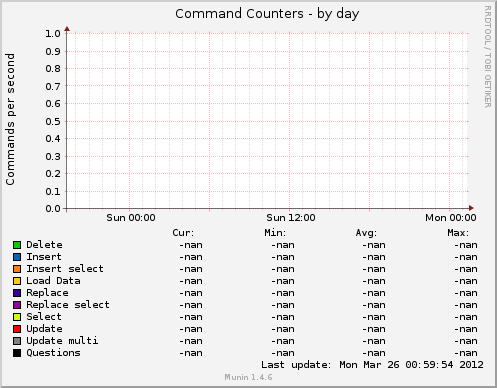 Command Counters - by day
RRDTOOL / TOBI OETIKER
Commands per second
1.0
0.9
0.8
0.7
0.6
0.5
0.4
0.3
0.2
0.1
0.0
Sun 00:00 Sun 12:00 Mon 00:00
Cur: Min: Avg: Max:
Delete -nan -nan -nan -nan
Insert -nan -nan -nan -nan
Insert select -nan -nan -nan -nan
Load Data -nan -nan -nan -nan
Replace -nan -nan -nan -nan
Replace select -nan -nan -nan -nan
Select -nan -nan -nan -nan
Update -nan -nan -nan -nan
Update multi -nan -nan -nan -nan
Questions -nan -nan -nan -nan
Last update: Mon Mar 26 00:59:54 2012
Munin 1.4.6